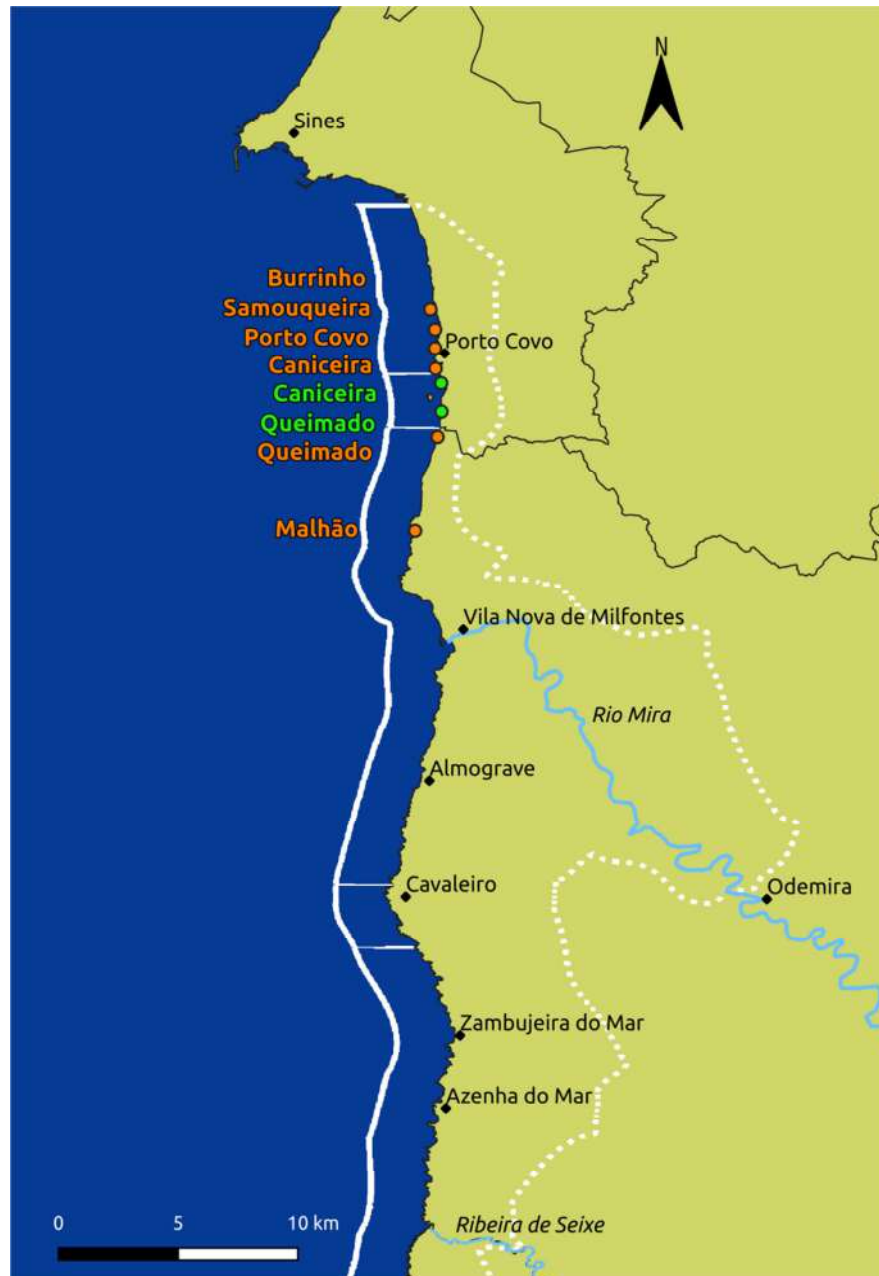 N
Sines
Burrinho
Samouqueira
Porto Covo
Porto Covo
Caniceira
Caniceira
Queimado
Queimado
Malhão
Vila Nova de Milfontes
Rio Mira
Almograve
Cavaleiro
Odemira
Zambujeira do Mar
Azenha do Mar
Ribeira de Seixe
0 5 10 km